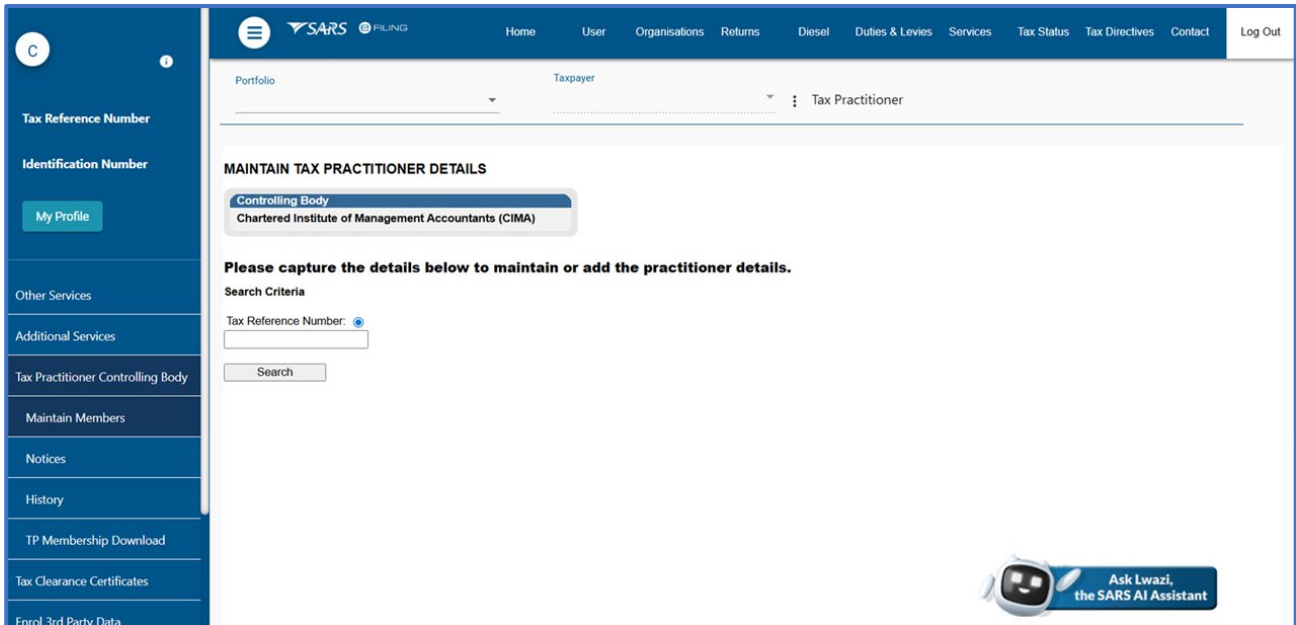 C
i
Tax Reference Number
Identification Number
My Profile
Other Services
Additional Services
Tax Practitioner Controlling Body
Maintain Members
Notices
History
TP Membership Download
Tax Clearance Certificates
Enrol 3rd Party Data
SARS e FILING
Home User Organisations Returns Diesel Duties & Levies Services Tax Status Tax Directives Contact Log Out
Portfolio Taxpayer
Tax Practitioner
MAINTAIN TAX PRACTITIONER DETAILS
Controlling Body
Chartered Institute of Management Accountants (CIMA)
Please capture the details below to maintain or add the practitioner details.
Search Criteria
Tax Reference Number:
Search
Ask Lwazi,
the SARS AI Assistant